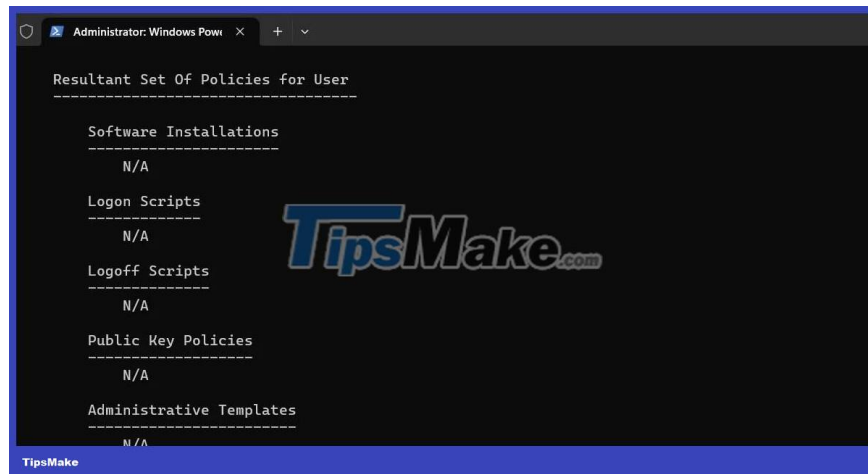 Administrator: Windows Powe
Resultant Set Of Policies for User
-----------------------------------
Software Installations
----------------------
N/A
Logon Scripts
-------------
N/A
TipsMake.com
Logoff Scripts
--------------
N/A
Public Key Policies
-------------------
N/A
Administrative Templates
------------------------
N/A
TipsMake